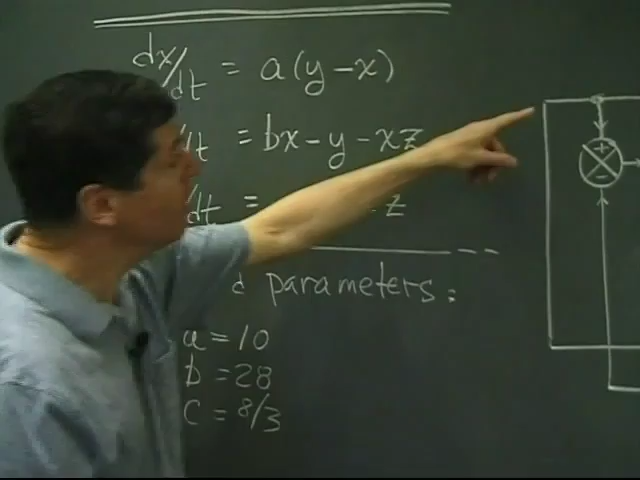 dx/dt = a(y-x)
/dt = bx-y-xz
/dt = - z
d parameters:
a = 10
b = 28
c = 8/3
+
-